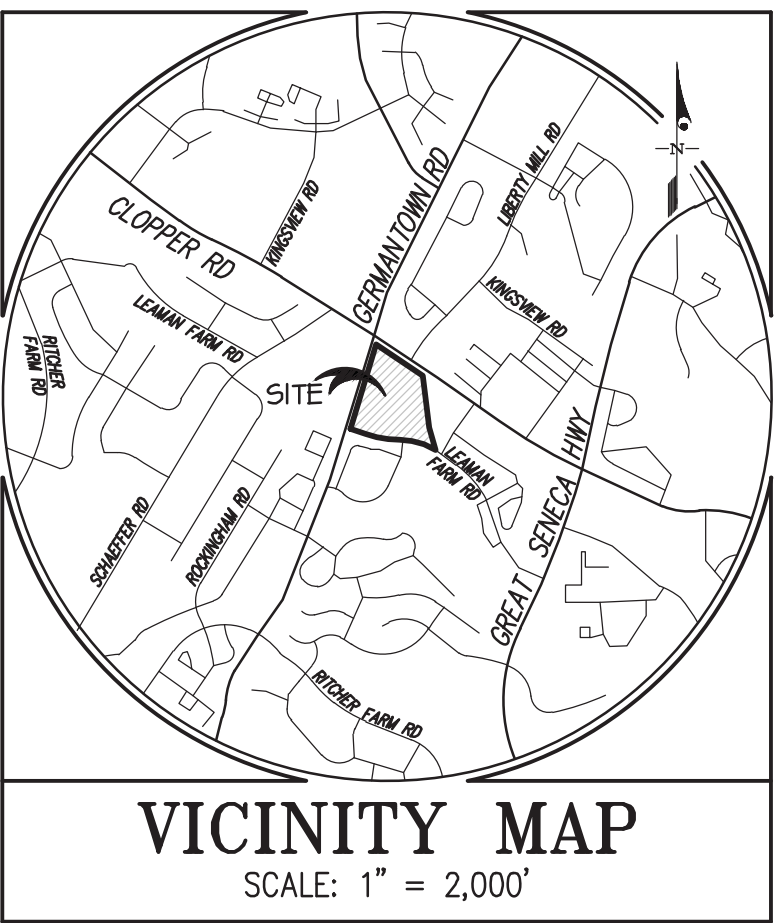 LIBERTY MILL RD
N
GERMANTOWN RD
KINGSVIEW RD
CLOPPER RD
KINGSVIEW RD
LEAMAN FARM RD
RITCHER
FARM RD
SITE
GREAT SENECA HWY
LEAMAN
FARM RD
SCHAEFFER RD
ROCKINGHAM RD
RITCHER FARM RD
VICINITY MAP
SCALE: 1" = 2,000'